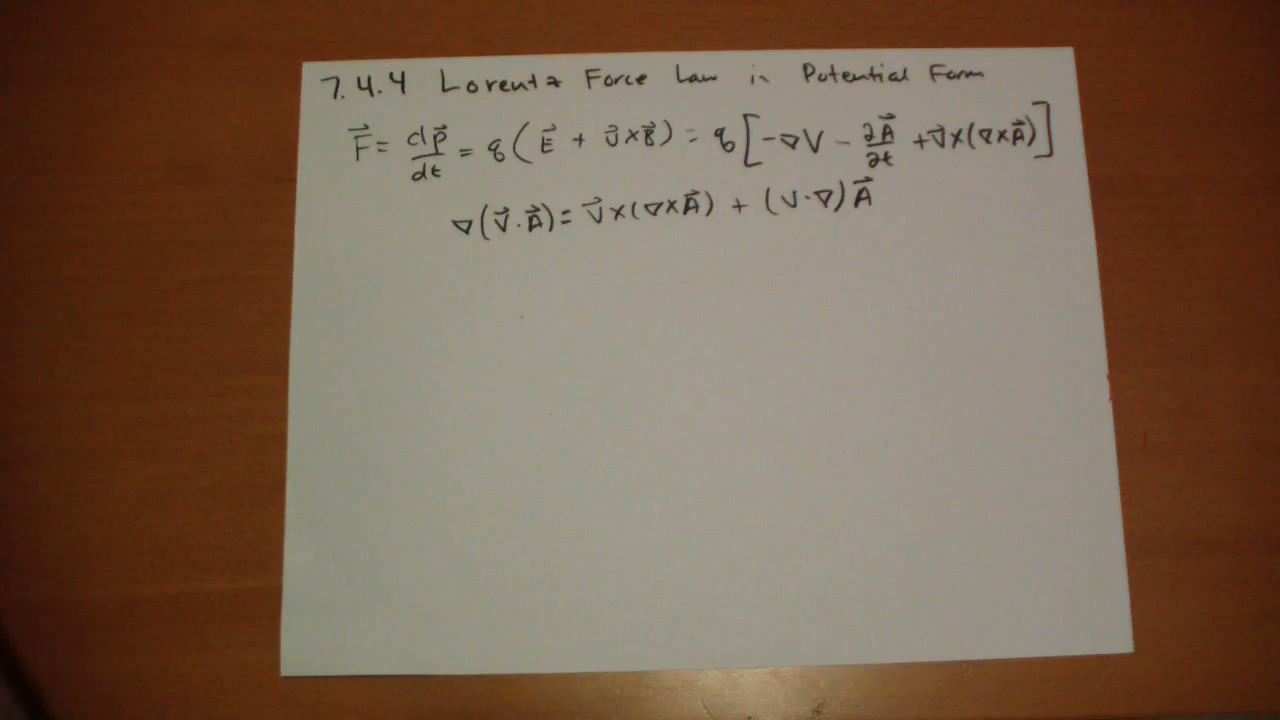 7.4.4 Lorentz Force Law in Potential Form
F⃗ = dp⃗/dt = q(E⃗ + v⃗×B⃗) = q[-∇V - ∂A⃗/∂t + v⃗×(∇×A⃗)]
∇(v⃗·A⃗) = v⃗×(∇×A⃗) + (v·∇)A⃗